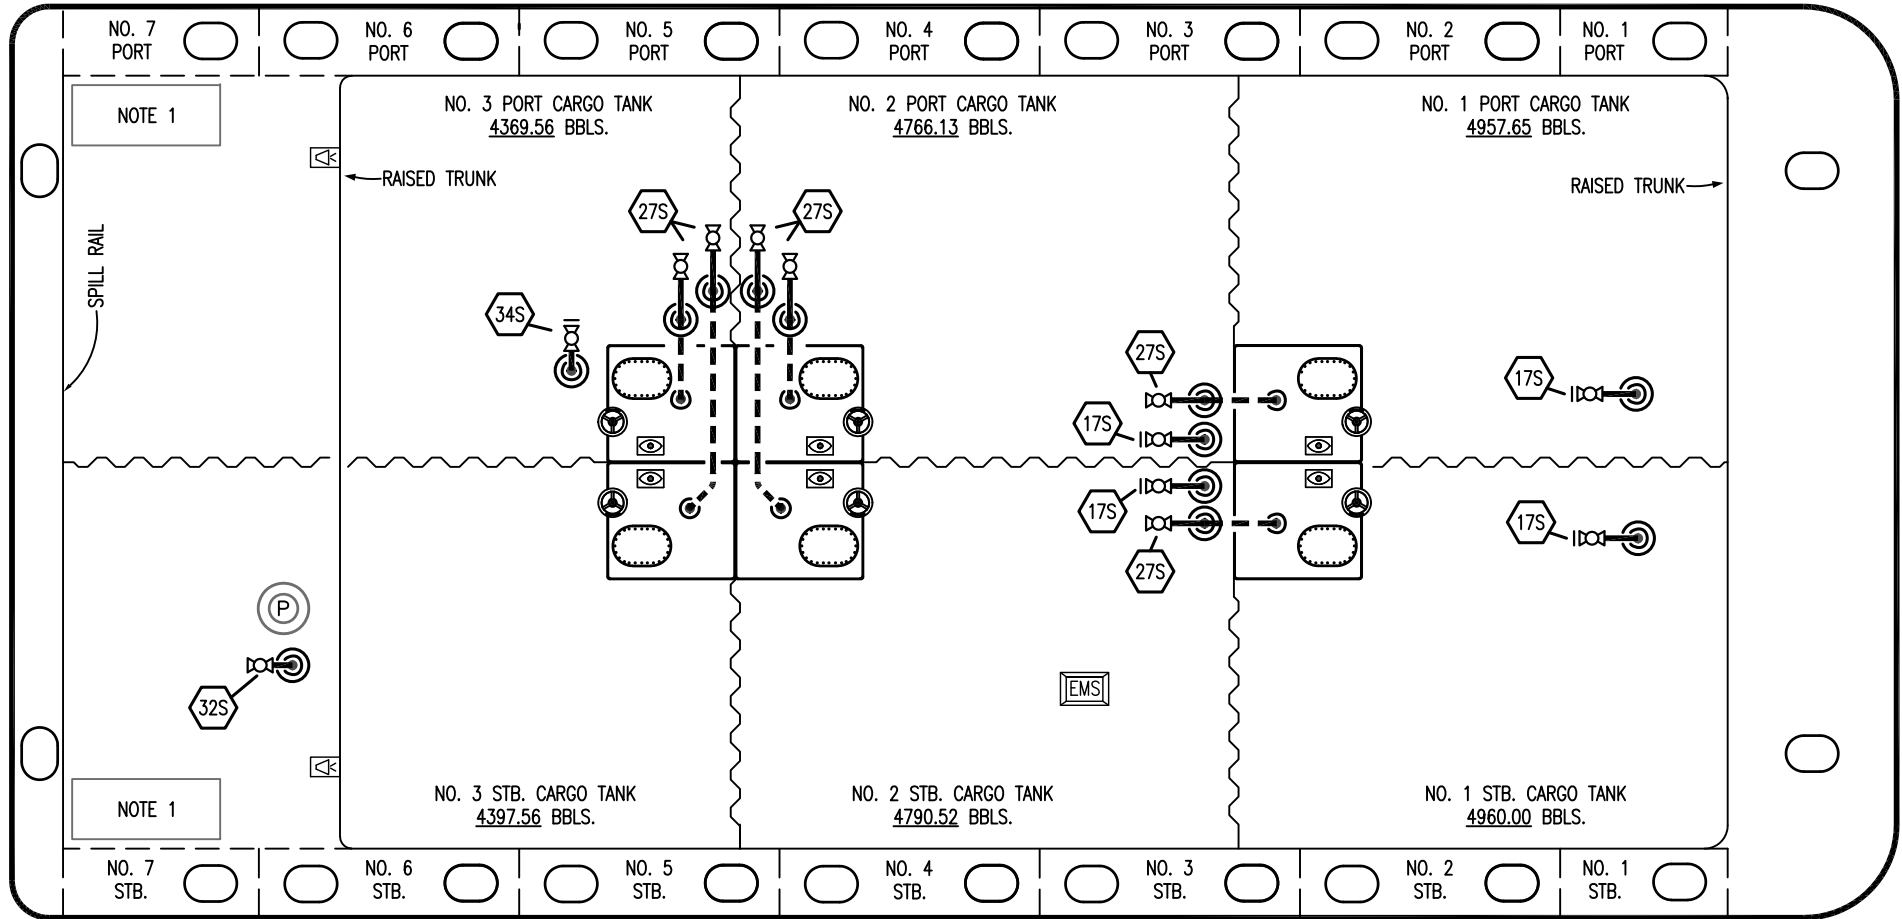 NO. 7
PORT
NO. 6
PORT
NO. 5
PORT
NO. 4
PORT
NO. 3
PORT
NO. 2
PORT
NO. 1
PORT
NOTE 1
NO. 3 PORT CARGO TANK
4369.56 BBLS.
NO. 2 PORT CARGO TANK
4766.13 BBLS.
NO. 1 PORT CARGO TANK
4957.65 BBLS.
RAISED TRUNK
RAISED TRUNK
SPILL RAIL
27S
27S
34S
27S
17S
17S
17S
27S
17S
P
32S
EMS
NOTE 1
NO. 3 STB. CARGO TANK
4397.56 BBLS.
NO. 2 STB. CARGO TANK
4790.52 BBLS.
NO. 1 STB. CARGO TANK
4960.00 BBLS.
NO. 7
STB.
NO. 6
STB.
NO. 5
STB.
NO. 4
STB.
NO. 3
STB.
NO. 2
STB.
NO. 1
STB.